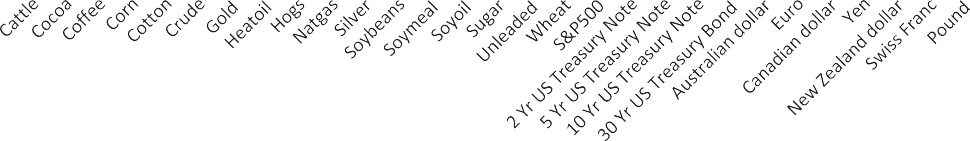 Cattle
Cocoa
Coffee
Corn
Cotton
Crude
Gold
Heatoil
Hogs
Natgas
Silver
Soybeans
Soymeal
Soyoil
Sugar
Unleaded
Wheat
S&P500
2 Yr US Treasury Note
5 Yr US Treasury Note
10 Yr US Treasury Note
30 Yr US Treasury Bond
Australian dollar
Euro
Canadian dollar
Yen
New Zealand dollar
Swiss Franc
Pound